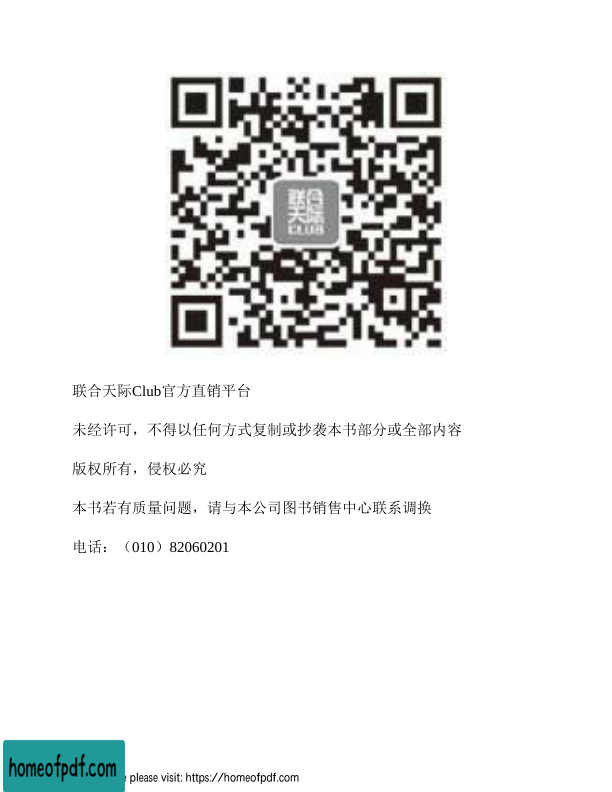 联合
天际
CLUB
联合天际Club官方直销平台
未经许可，不得以任何方式复制或抄袭本书部分或全部内容
版权所有，侵权必究
本书若有质量问题，请与本公司图书销售中心联系调换
电话：（010）82060201
homeofpdf.com
please visit: https://homeofpdf.com